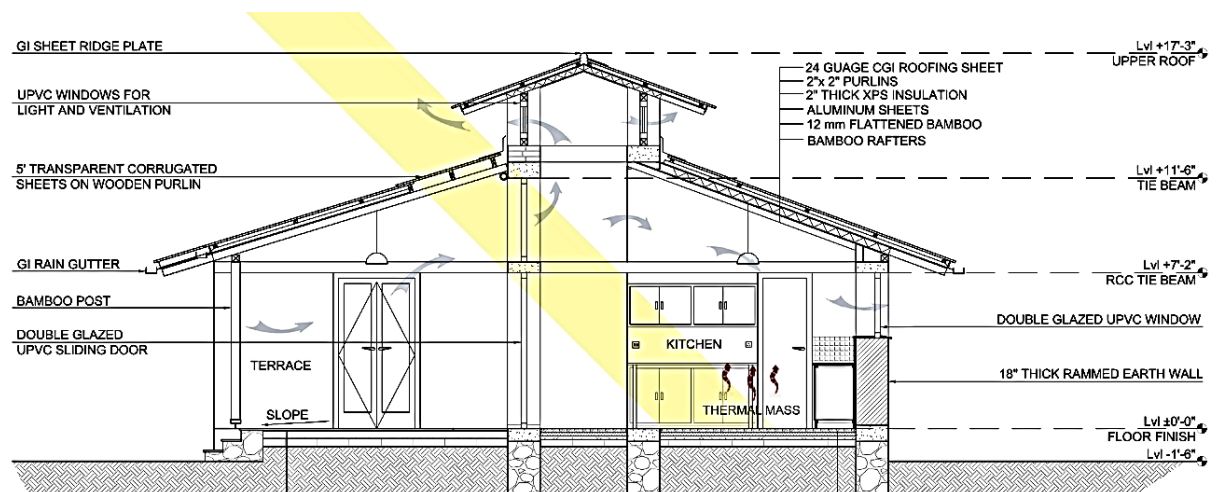 GI SHEET RIDGE PLATE
UPVC WINDOWS FOR
LIGHT AND VENTILATION
5' TRANSPARENT CORRUGATED
SHEETS ON WOODEN PURLIN
GI RAIN GUTTER
BAMBOO POST
DOUBLE GLAZED
UPVC SLIDING DOOR
TERRACE
SLOPE
KITCHEN
THERMAL MASS
24 GUAGE CGI ROOFING SHEET
2"x 2" PURLINS
2" THICK XPS INSULATION
ALUMINUM SHEETS
12 mm FLATTENED BAMBOO
BAMBOO RAFTERS
Lvl +17'-3"
UPPER ROOF
Lvl +11'-6"
TIE BEAM
Lvl +7'-2"
RCC TIE BEAM
DOUBLE GLAZED UPVC WINDOW
18" THICK RAMMED EARTH WALL
Lvl ±0'-0"
FLOOR FINISH
Lvl -1'-6"